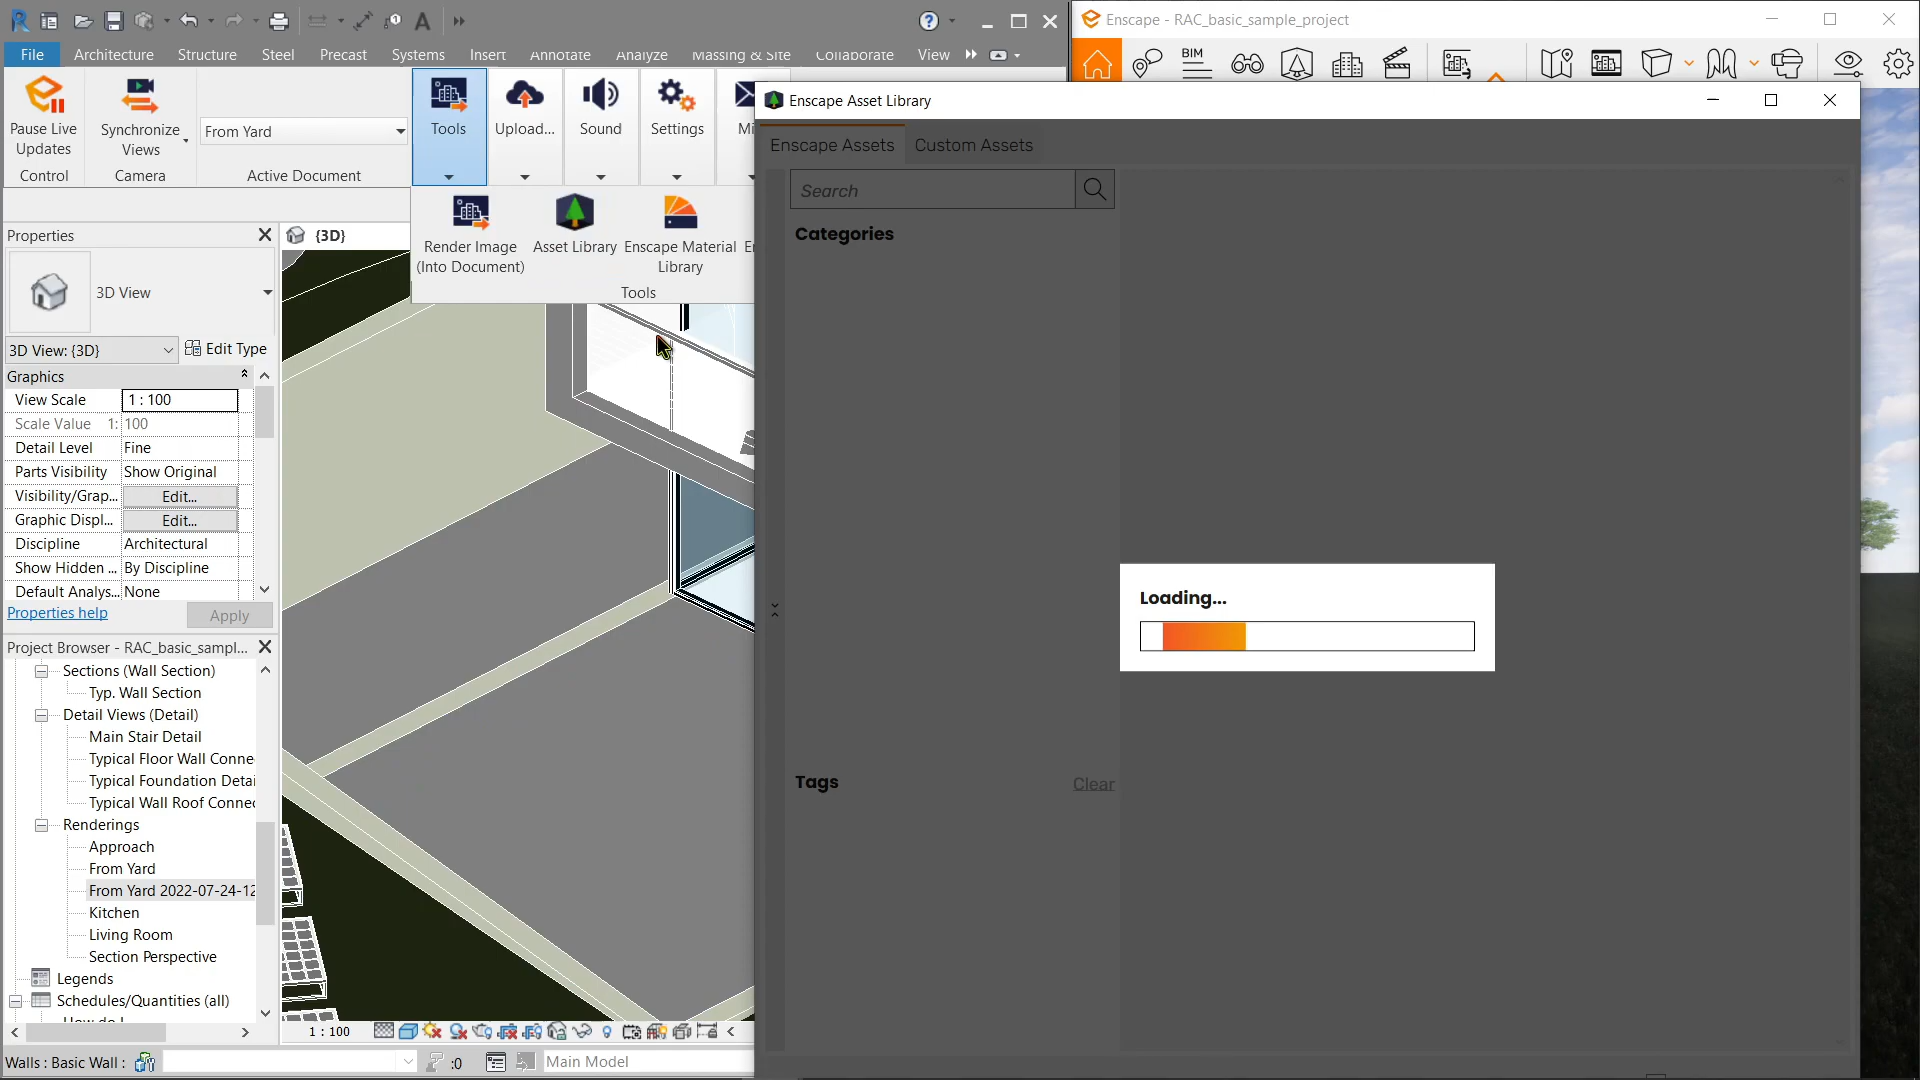 Enscape - RAC_basic_sample_project
File
Architecture
Structure
Steel
Precast
Systems
Insert
Annotate
Analyze
Massing & Site
Collaborate
View
BIM
Pause Live
Updates
Control
Synchronize
Views
Camera
From Yard
Active Document
Tools
Upload...
Sound
Settings
Render Image
(Into Document)
Asset Library
Enscape Material
Library
Tools
Enscape Asset Library
Enscape Assets
Custom Assets
Search
Categories
Loading...
Tags
Clear
Properties
{3D}
3D View
3D View: {3D}
Edit Type
Graphics
View Scale
1 : 100
Scale Value 1:
100
Detail Level
Fine
Parts Visibility
Show Original
Visibility/Grap...
Edit...
Graphic Displ...
Edit...
Discipline
Architectural
Show Hidden ...
By Discipline
Default Analys...
None
Properties help
Apply
Project Browser - RAC_basic_sampl...
Sections (Wall Section)
Typ. Wall Section
Detail Views (Detail)
Main Stair Detail
Typical Floor Wall Conne
Typical Foundation Detai
Typical Wall Roof Connec
Renderings
Approach
From Yard
From Yard 2022-07-24-12
Kitchen
Living Room
Section Perspective
Legends
Schedules/Quantities (all)
1 : 100
Walls : Basic Wall :
:0
Main Model